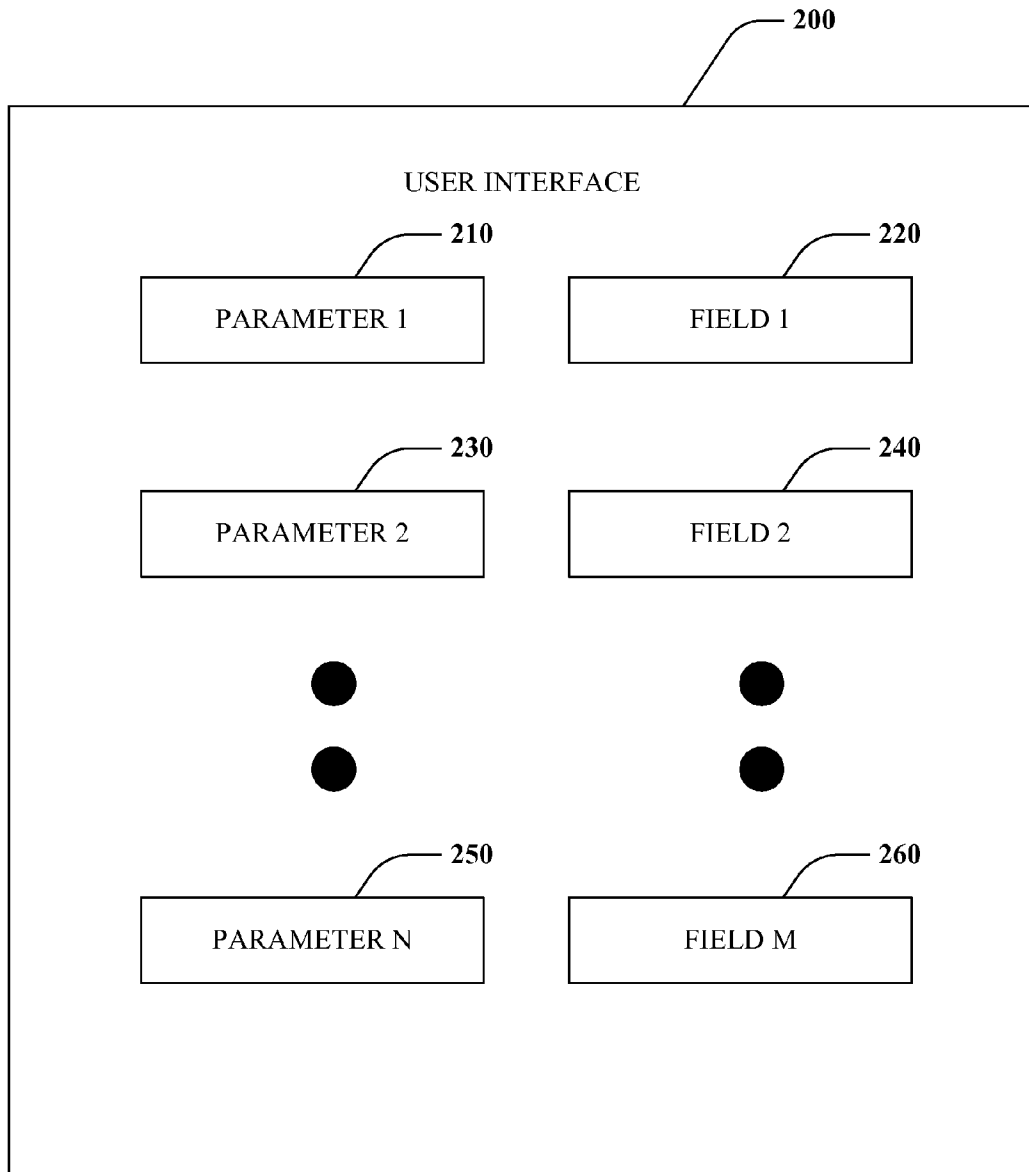 200
USER INTERFACE
210
220
PARAMETER 1
FIELD 1
230
240
PARAMETER 2
FIELD 2
250
260
PARAMETER N
FIELD M